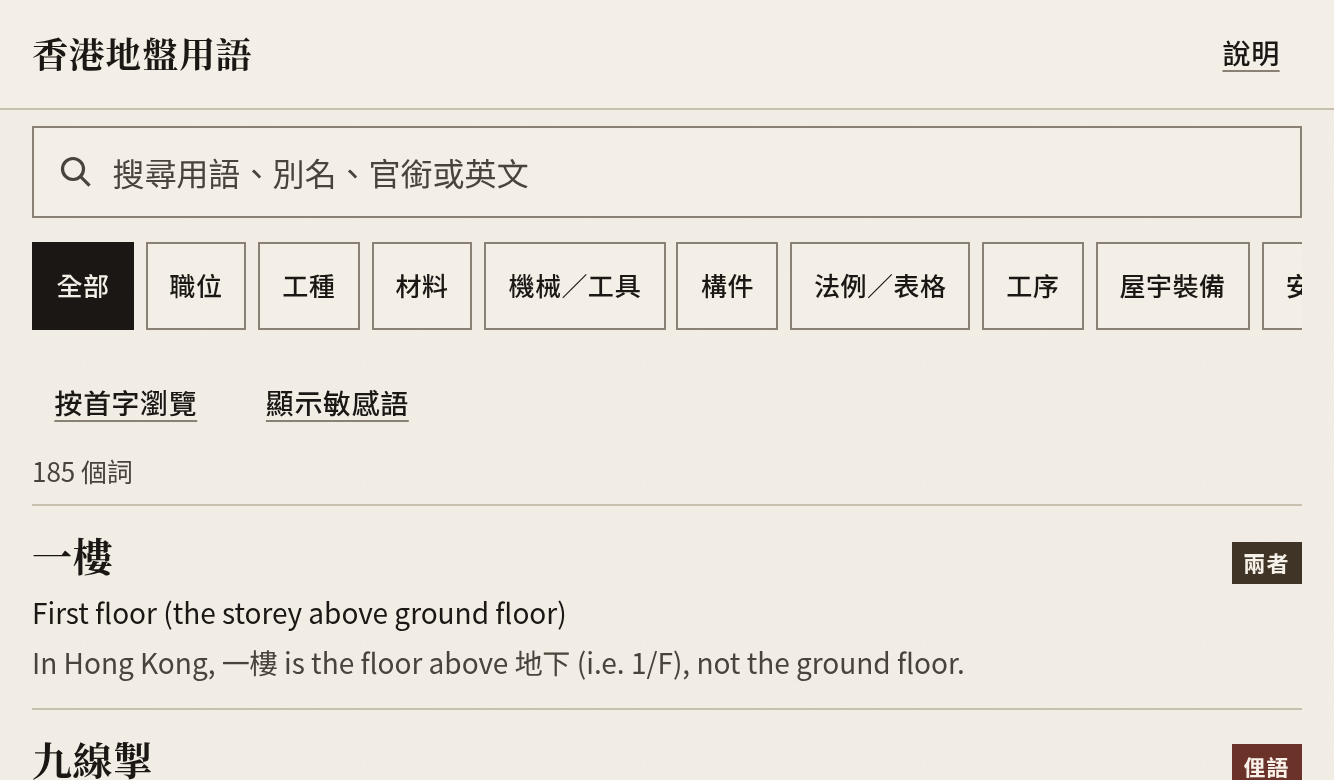 香港地盤用語
說明
搜尋用語、別名、官銜或英文
全部 職位 工種 材料 機械／工具 構件 法例／表格 工序 屋宇裝備 安
按首字瀏覽 顯示敏感語
185 個詞
一樓 兩者
First floor (the storey above ground floor)
In Hong Kong, 一樓 is the floor above 地下 (i.e. 1/F), not the ground floor.
九線掣 俚語